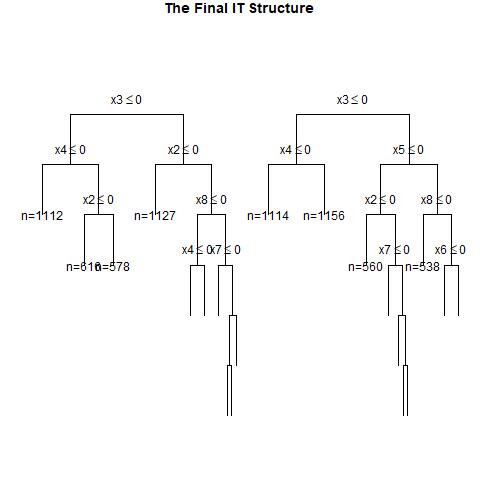 The Final IT Structure
x3 ≤ 0
x3 ≤ 0
x4 ≤ 0
x2 ≤ 0
x4 ≤ 0
x5 ≤ 0
n=1112
x2 ≤ 0
n=1127
x8 ≤ 0
n=1114
n=1156
x2 ≤ 0
x8 ≤ 0
n=578
x4 ≤ 0
x7 ≤ 0
n=560
x7 ≤ 0
n=538
x6 ≤ 0